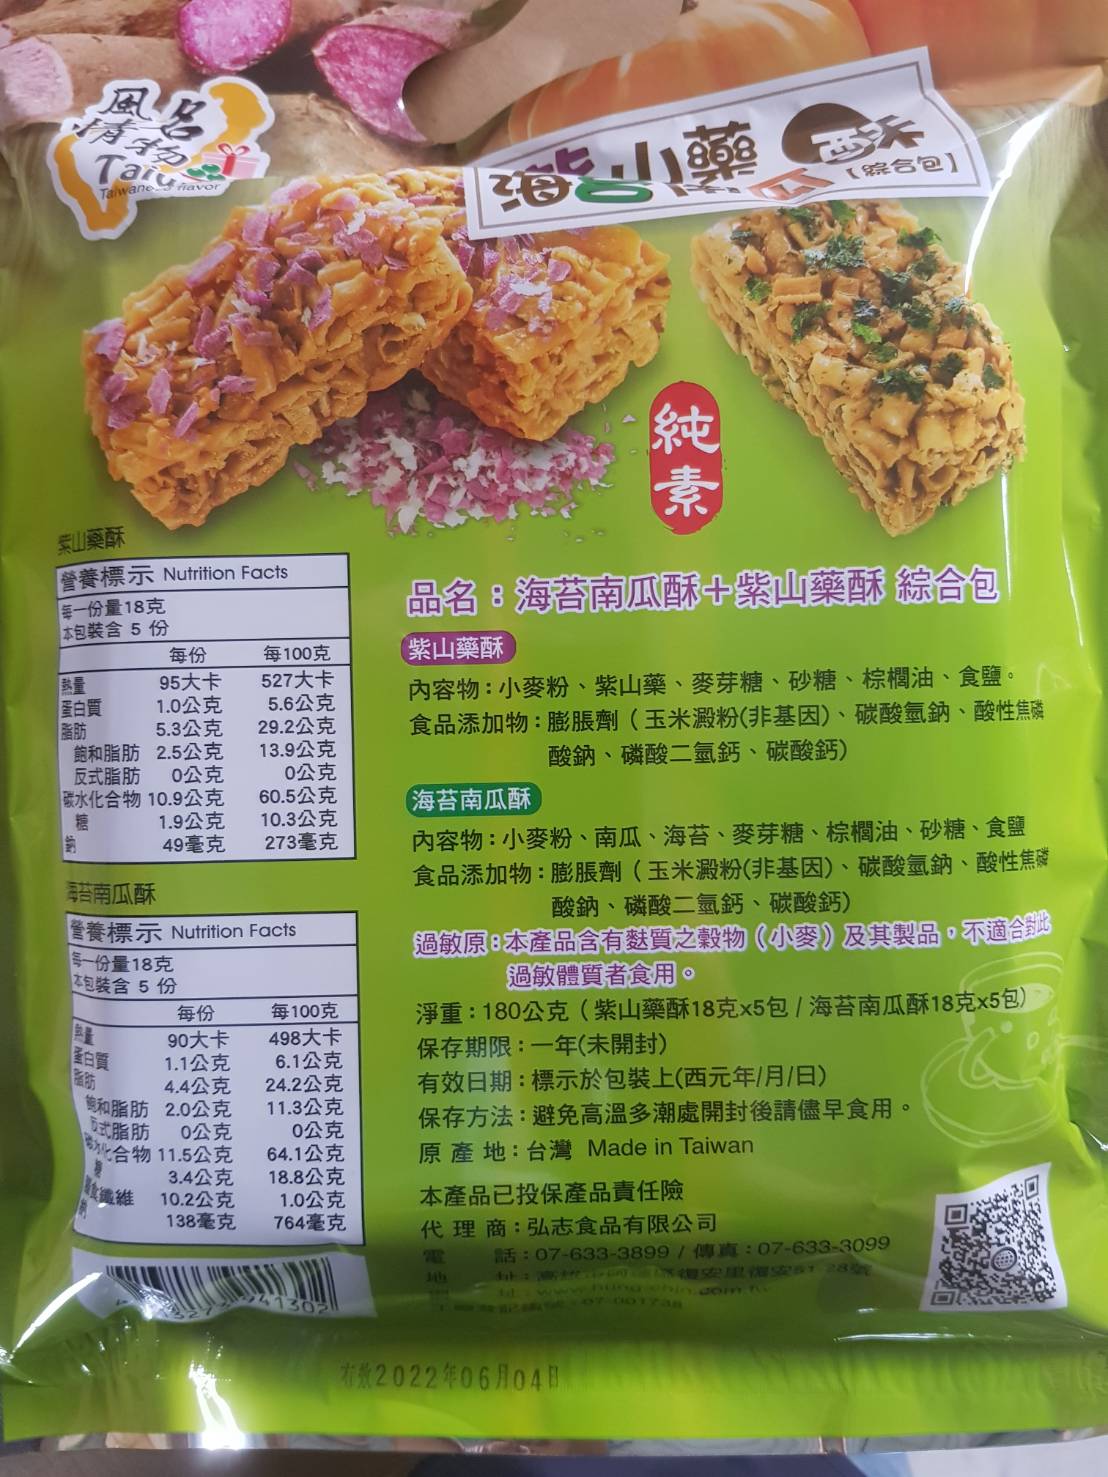 風名
情物
Taiwanese flavor
紫山藥
海苔南瓜
酥
【綜合包】
純素
紫山藥酥
營養標示 Nutrition Facts
每一份量18克
本包裝含 5 份
每份 每100克
熱量 95大卡 527大卡
蛋白質 1.0公克 5.6公克
脂肪 5.3公克 29.2公克
飽和脂肪 2.5公克 13.9公克
反式脂肪 0公克 0公克
碳水化合物 10.9公克 60.5公克
糖 1.9公克 10.3公克
鈉 49毫克 273毫克
海苔南瓜酥
營養標示 Nutrition Facts
每一份量18克
本包裝含 5 份
每份 每100克
熱量 90大卡 498大卡
蛋白質 1.1公克 6.1公克
脂肪 4.4公克 24.2公克
飽和脂肪 2.0公克 11.3公克
反式脂肪 0公克 0公克
碳水化合物 11.5公克 64.1公克
糖 3.4公克 18.8公克
膳食纖維 10.2公克 1.0公克
鈉 138毫克 764毫克
品名：海苔南瓜酥＋紫山藥酥 綜合包
紫山藥酥
內容物：小麥粉、紫山藥、麥芽糖、砂糖、棕櫚油、食鹽。
食品添加物：膨脹劑（玉米澱粉(非基因)、碳酸氫鈉、酸性焦磷
酸鈉、磷酸二氫鈣、碳酸鈣）
海苔南瓜酥
內容物：小麥粉、南瓜、海苔、麥芽糖、棕櫚油、砂糖、食鹽
食品添加物：膨脹劑（玉米澱粉(非基因)、碳酸氫鈉、酸性焦磷
酸鈉、磷酸二氫鈣、碳酸鈣）
過敏原：本產品含有麩質之穀物（小麥）及其製品，不適合對此
過敏體質者食用。
淨重：180公克（紫山藥酥18克x5包 / 海苔南瓜酥18克x5包）
保存期限：一年(未開封)
有效日期：標示於包裝上(西元年/月/日)
保存方法：避免高溫多潮處開封後請儘早食用。
原 產 地：台灣 Made in Taiwan
本產品已投保產品責任險
代 理 商：弘志食品有限公司
電 話：07-633-3899 / 傳真：07-633-3099
地 址：高雄市岡山區復安里復安51-28號
有效2022年06月04日